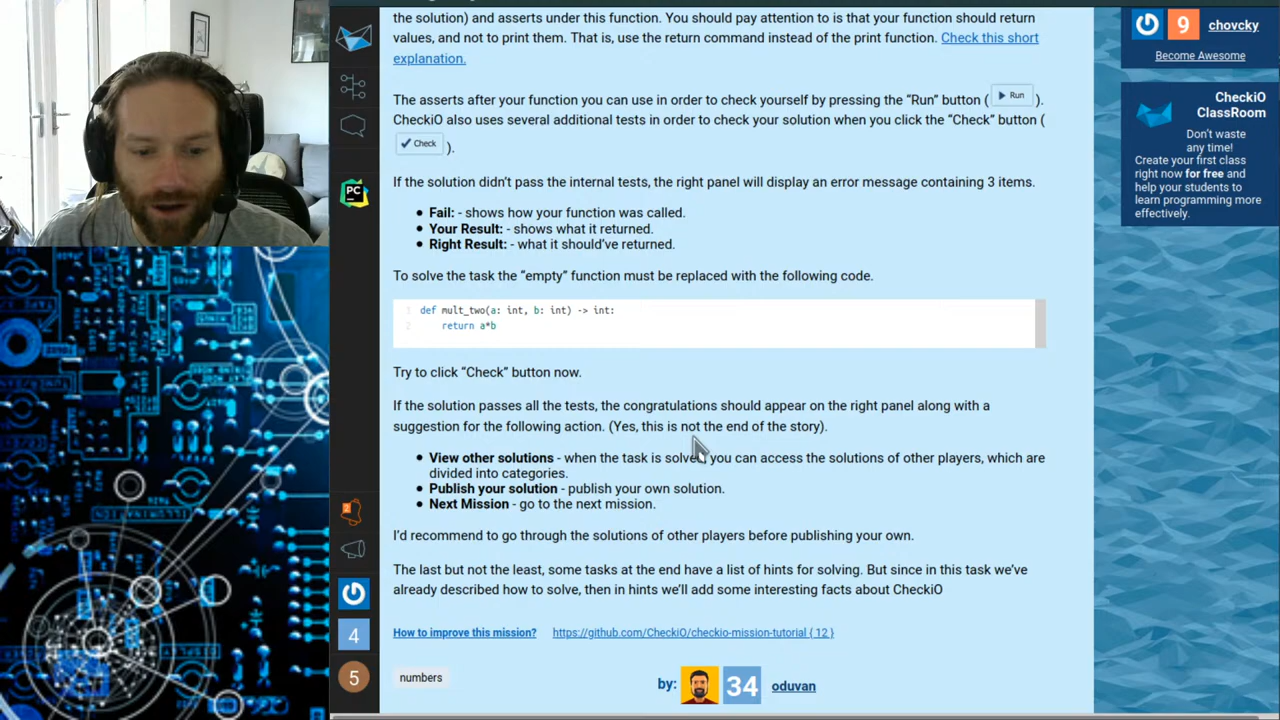 the solution) and asserts under this function. You should pay attention to is that your function should return
values, and not to print them. That is, use the return command instead of the print function. Check this short
explanation.
The asserts after your function you can use in order to check yourself by pressing the "Run" button ( Run ).
CheckiO also uses several additional tests in order to check your solution when you click the "Check" button (
Check ).
If the solution didn't pass the internal tests, the right panel will display an error message containing 3 items.
Fail: - shows how your function was called.
Your Result: - shows what it returned.
Right Result: - what it should've returned.
To solve the task the "empty" function must be replaced with the following code.
1 def mult_two(a: int, b: int) -> int:
2 return a*b
Try to click "Check" button now.
If the solution passes all the tests, the congratulations should appear on the right panel along with a
suggestion for the following action. (Yes, this is not the end of the story).
View other solutions - when the task is solved, you can access the solutions of other players, which are
divided into categories.
Publish your solution - publish your own solution.
Next Mission - go to the next mission.
I'd recommend to go through the solutions of other players before publishing your own.
The last but not the least, some tasks at the end have a list of hints for solving. But since in this task we've
already described how to solve, then in hints we'll add some interesting facts about CheckiO
How to improve this mission? https://github.com/CheckiO/checkio-mission-tutorial { 12 }
numbers
by: 34 oduvan
PC
2
4
5
9 chovcky
Become Awesome
CheckiO
ClassRoom
Don't waste
any time!
Create your first class
right now for free and
help your students to
learn programming more
effectively.